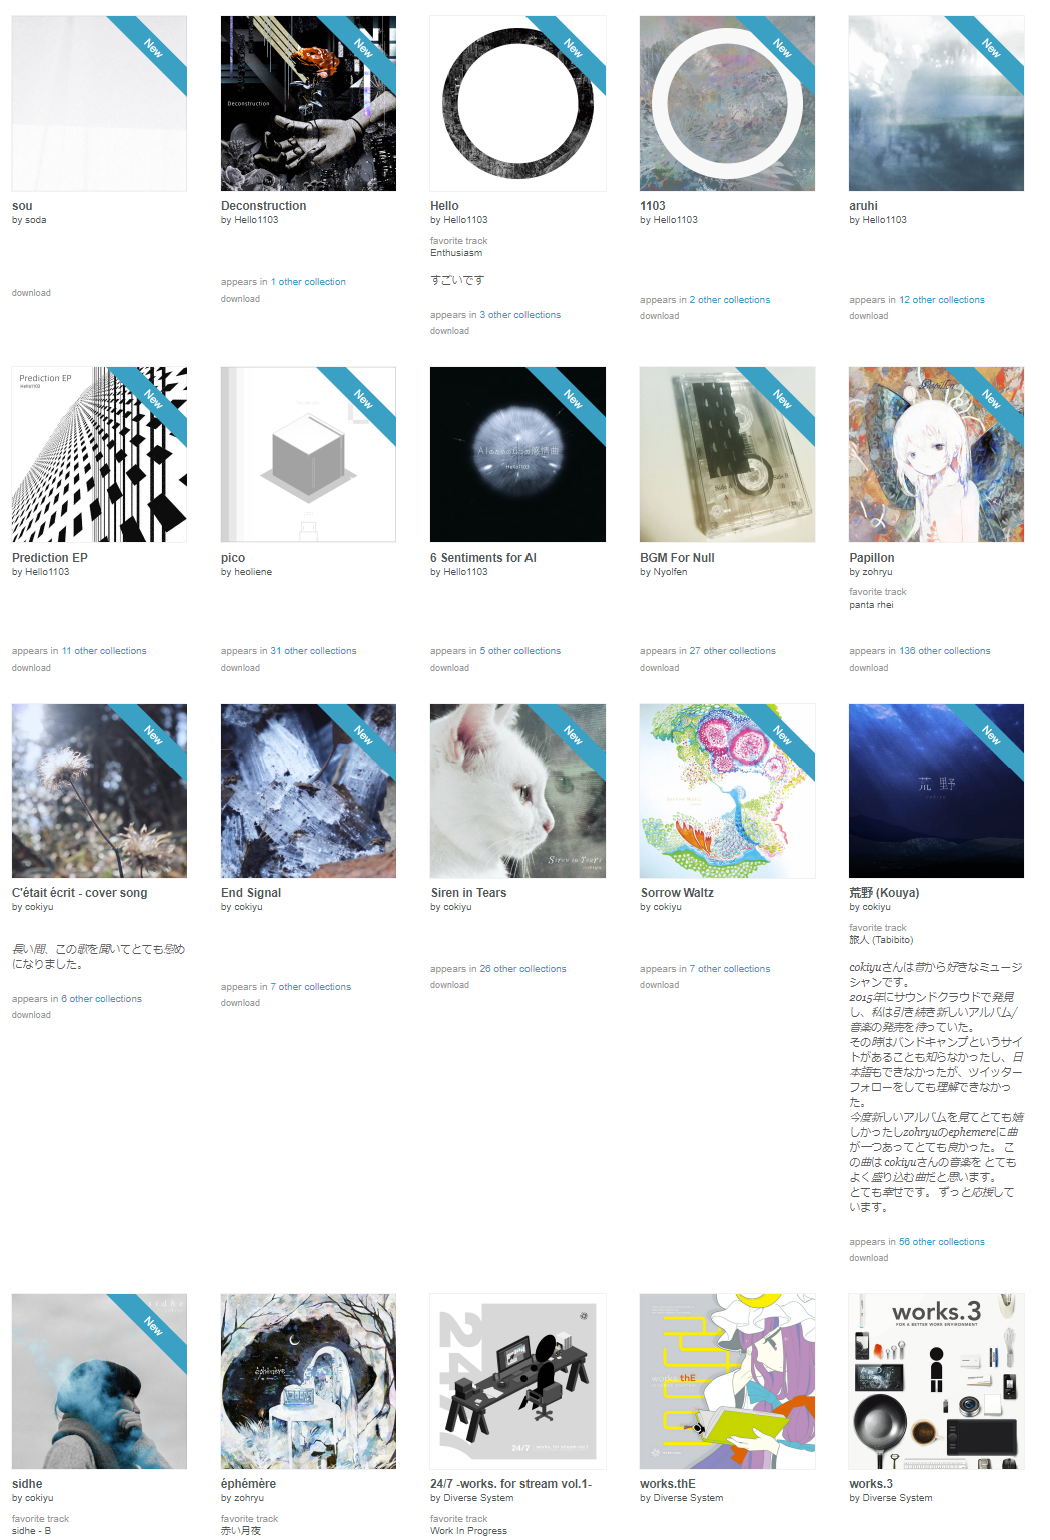 New
New
New
New
New
Deconstruction
sou
by soda
download
Deconstruction
by Hello1103
appears in 1 other collection
download
Hello
by Hello1103
favorite track
Enthusiasm
すごいです
appears in 3 other collections
download
1103
by Hello1103
appears in 2 other collections
download
aruhi
by Hello1103
appears in 12 other collections
download
Prediction EP
Hello1103
New
New
New
New
New
Hello1103
Side B
Papillon
Prediction EP
by Hello1103
appears in 11 other collections
download
pico
by heoliene
appears in 31 other collections
download
6 Sentiments for AI
by Hello1103
appears in 5 other collections
download
BGM For Null
by Nyolfen
appears in 27 other collections
download
Papillon
by zohryu
favorite track
panta rhei
appears in 136 other collections
download
New
New
New
New
New
Siren in Tears
cokiyu
Sorrow Waltz
荒野
cokiyu
C'était écrit - cover song
by cokiyu
長い間、この歌を聞いてとても慰め
になりました。
appears in 6 other collections
download
End Signal
by cokiyu
appears in 7 other collections
download
Siren in Tears
by cokiyu
appears in 26 other collections
download
Sorrow Waltz
by cokiyu
appears in 7 other collections
download
荒野 (Kouya)
by cokiyu
favorite track
旅人 (Tabibito)
cokiyuさんは昔から好きなミュージ
シャンです。
2015年にサウンドクラウドで発見
し、私は引き続き新しいアルバム/
音楽の発売を待っていた。
その時はバンドキャンプというサイ
トがあることも知らなかったし、日
本語もできなかったが、ツイッター
フォローをしても理解できなかっ
た。
今度新しいアルバムを見てとても嬉
しかったしzohryuのephemereに曲
が一つあってとても良かった。 こ
の曲は cokiyuさんの音楽を とても
よく盛り込む曲だと思います。
とても幸せです。 ずっと応援して
います。
appears in 56 other collections
download
sidhe
New
éphémère
24/7
24/7 | works. for stream vol.1-
works.thE
works.3
FOR A BETTER WORK ENVIRONMENT
sidhe
by cokiyu
favorite track
sidhe - B
éphémère
by zohryu
favorite track
赤い月夜
24/7 -works. for stream vol.1-
by Diverse System
favorite track
Work In Progress
works.thE
by Diverse System
works.3
by Diverse System